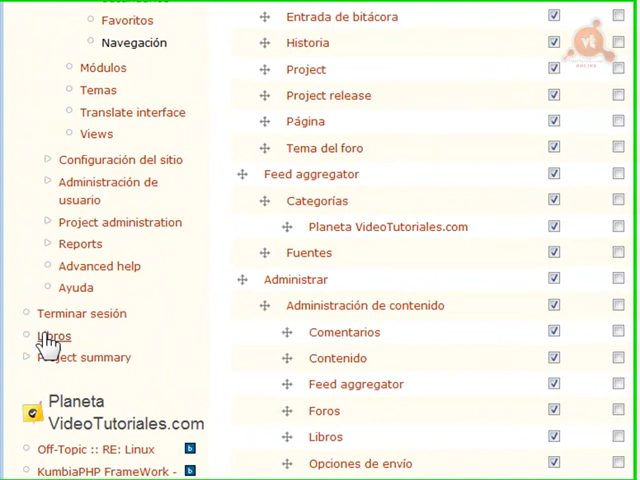 Favoritos
Navegación
Módulos
Temas
Translate interface
Views
Configuración del sitio
Administración de
usuario
Project administration
Reports
Advanced help
Ayuda
Terminar sesión
Libros
Project summary
Planeta
VideoTutoriales.com
Off-Topic :: RE: Linux
KumbiaPHP FrameWork -
Entrada de bitácora
Historia
Project
Project release
Página
Tema del foro
Feed aggregator
Categorías
Planeta VideoTutoriales.com
Fuentes
Administrar
Administración de contenido
Comentarios
Contenido
Feed aggregator
Foros
Libros
Opciones de envío
vt
ONLINE